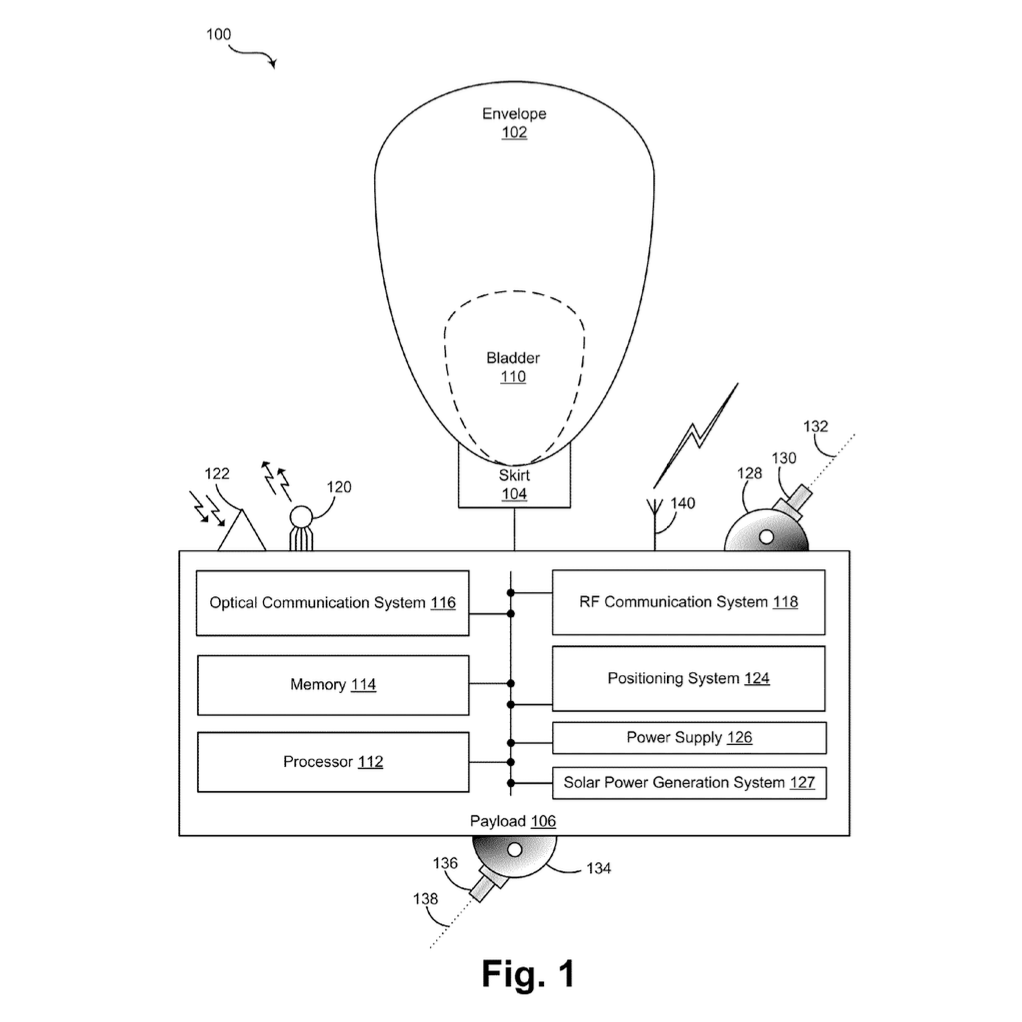 100
Envelope
102
Bladder
110
132
130
128
122
120
Skirt
104
140
Optical Communication System 116
RF Communication System 118
Memory 114
Positioning System 124
Power Supply 126
Processor 112
Solar Power Generation System 127
Payload 106
136
134
138
Fig. 1